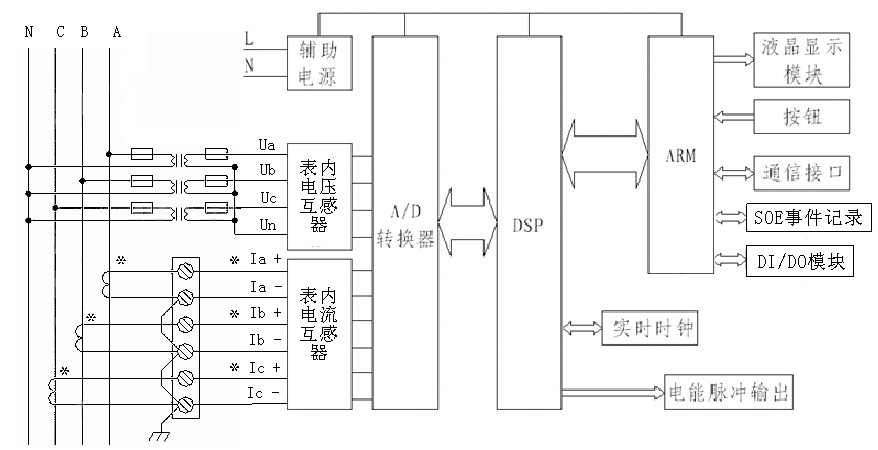 N C B A
L
N
辅助
电源
液晶显示
模块
按钮
通信接口
SOE事件记录
DI/DO模块
ARM
DSP
A/D
转换器
Ua
Ub
Uc
Un
表内
电压
互感
器
* * Ia +
Ia -
* * Ib +
Ib -
* * Ic +
Ic -
表内
电流
互感
器
实时时钟
电能脉冲输出